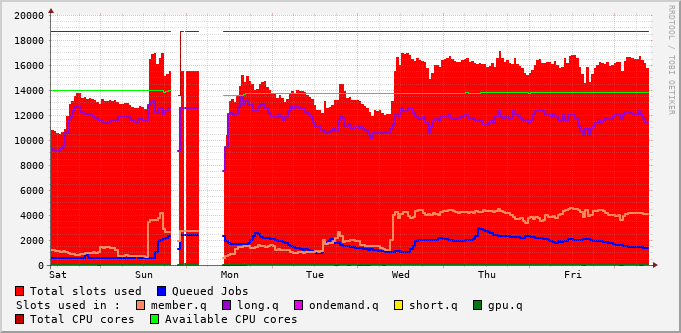 20000
18000
16000
14000
12000
10000
8000
6000
4000
2000
0
Sat Sun Mon Tue Wed Thu Fri
RRDTOOL / TOBI OETIKER
Total slots used Queued Jobs
Slots used in : member.q long.q ondemand.q short.q gpu.q
Total CPU cores Available CPU cores